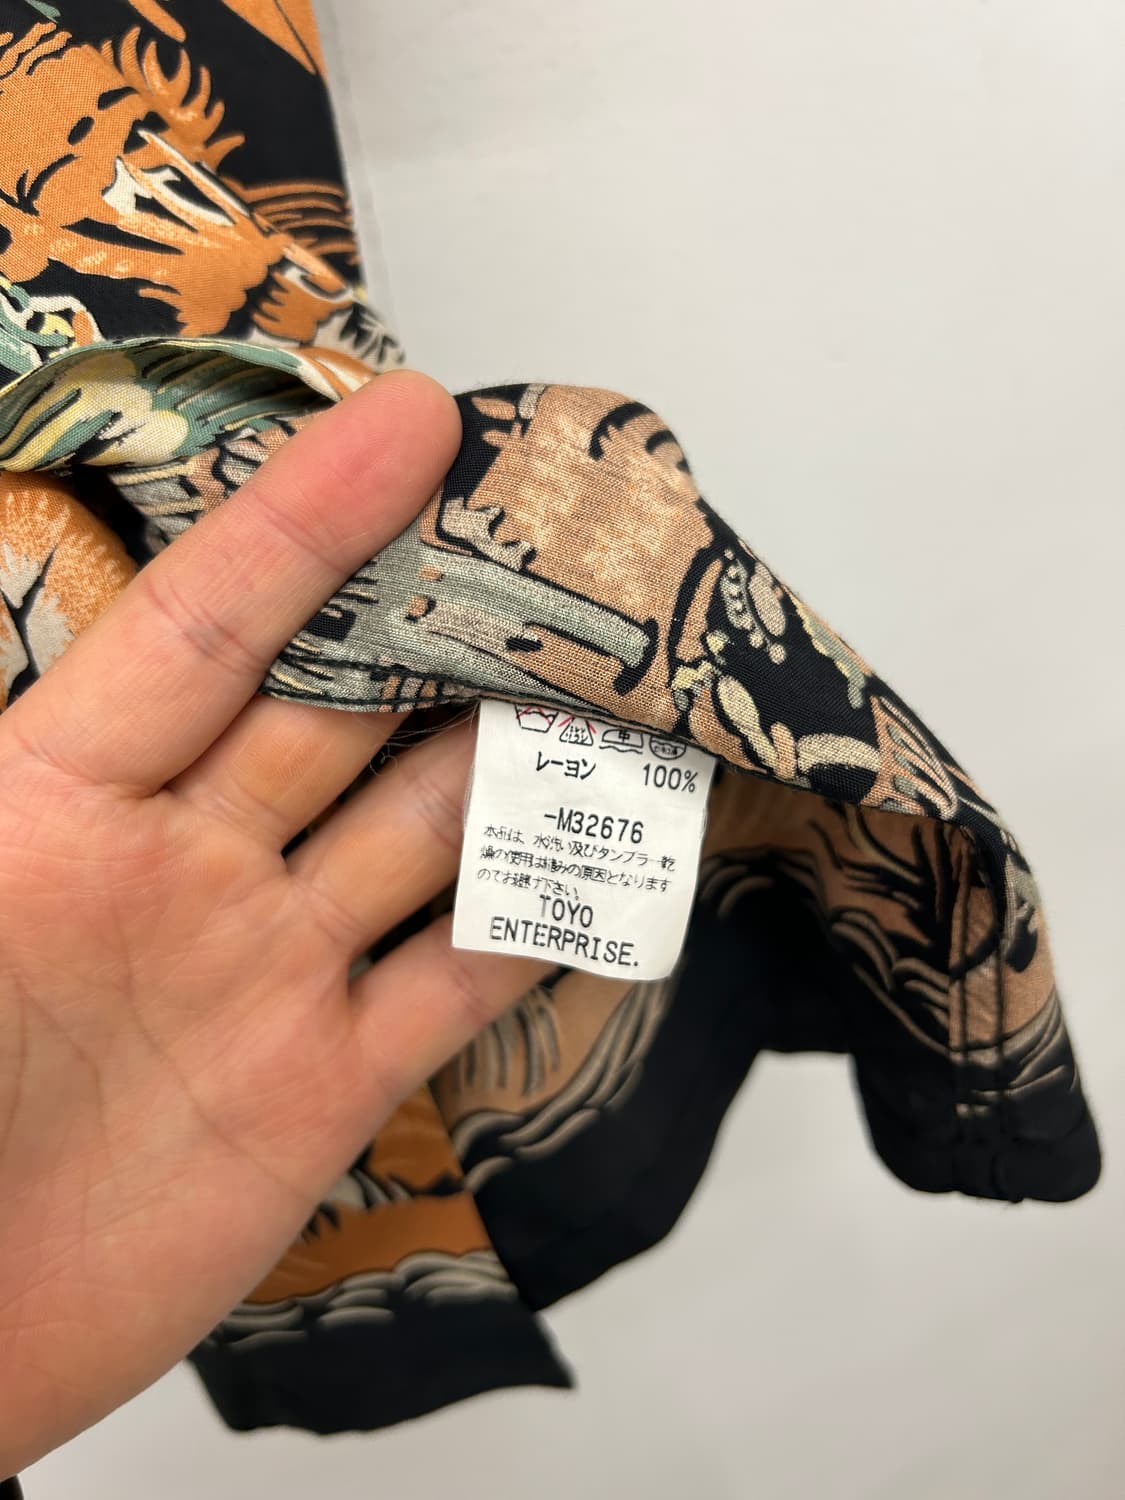 中
レーヨン 100%
-M32676
本品は、水洗い及びタンブラー乾
燥の使用は痛みの原因となります
のでお避け下さい。
TOYO
ENTERPRISE.